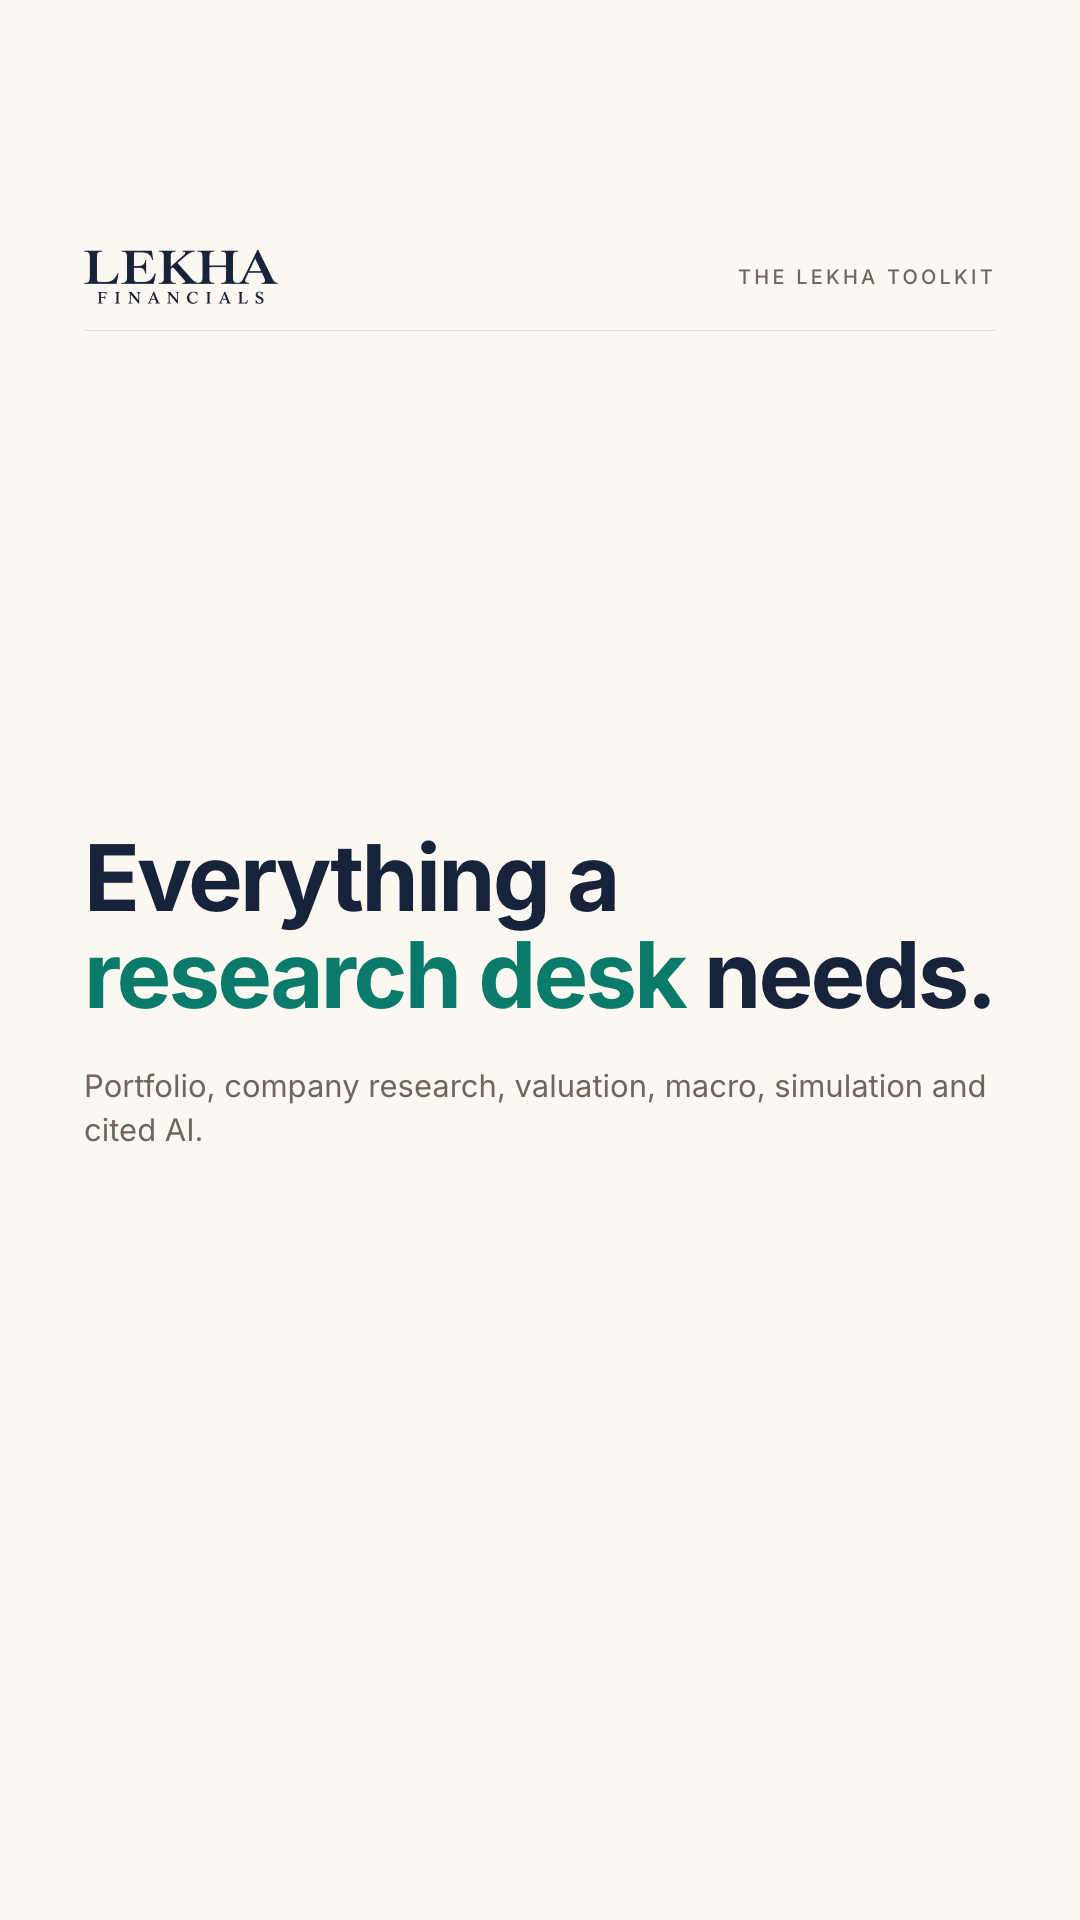 LEKHA
FINANCIALS
THE LEKHA TOOLKIT
Everything a
research desk needs.
Portfolio, company research, valuation, macro, simulation and
cited AI.